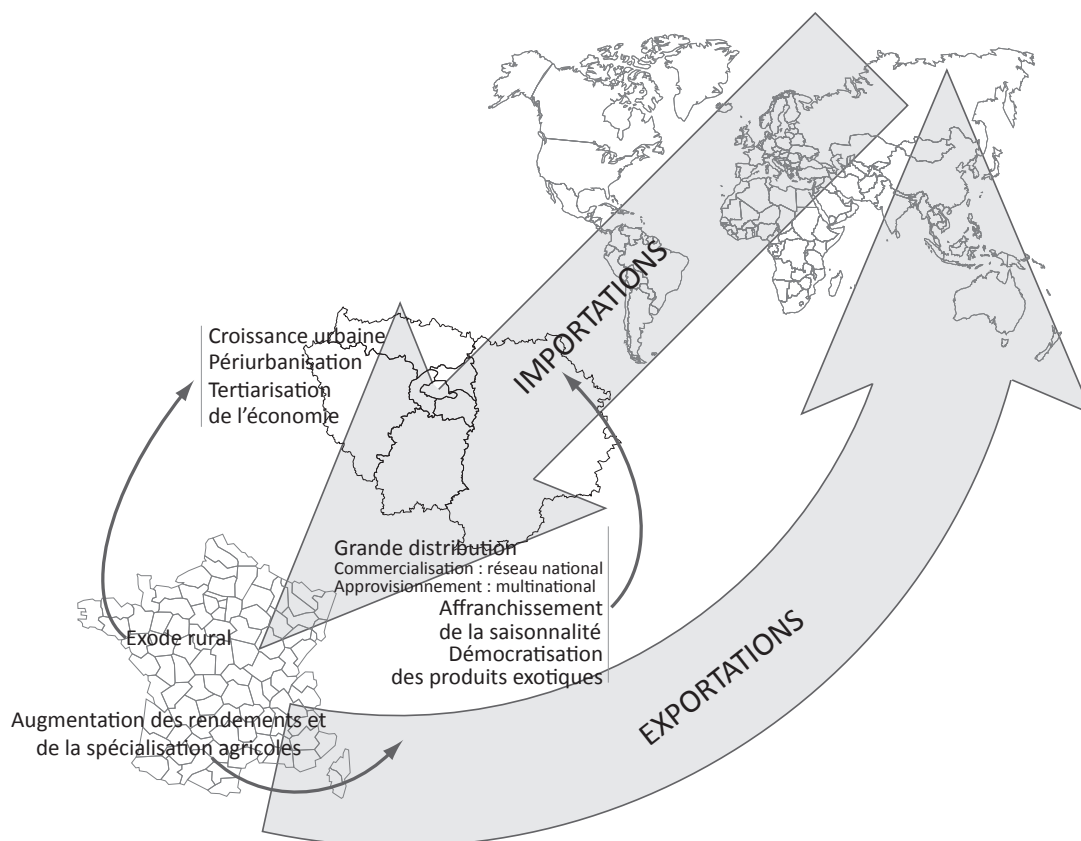 IMPORTATIONS
Croissance urbaine
Périurbanisation
Tertiarisation
de l'économie
Grande distribution
Commercialisation : réseau national
Approvisionnement : multinational
Affranchissement
de la saisonnalité
Démocratisation
des produits exotiques
Exode rural
EXPORTATIONS
Augmentation des rendements et
de la spécialisation agricoles